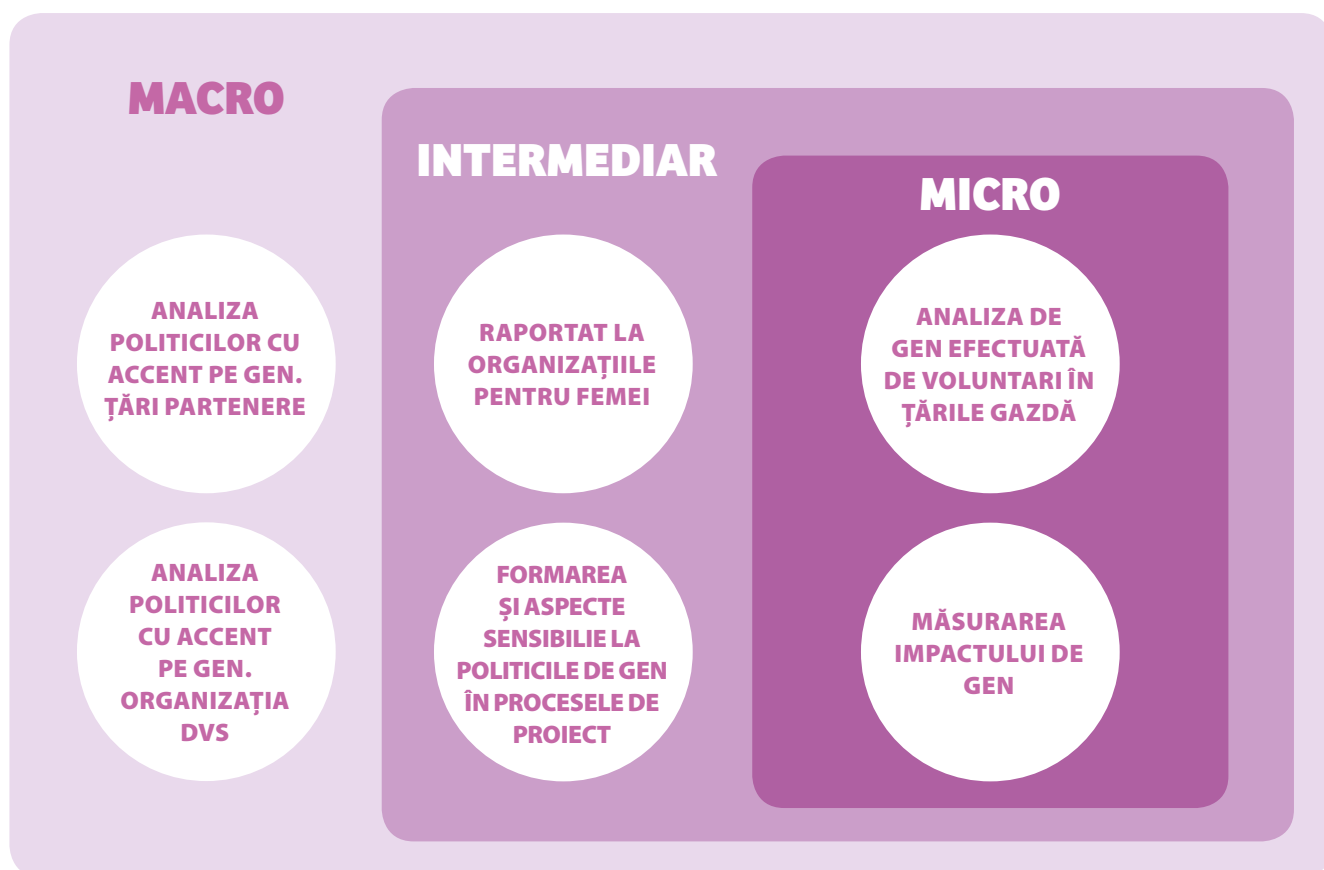 MACRO
ANALIZA
POLITICILOR CU
ACCENT PE GEN.
ȚĂRI PARTENERE
ANALIZA
POLITICILOR
CU ACCENT
PE GEN.
ORGANIZAȚIA
DVS
INTERMEDIAR
RAPORTAT LA
ORGANIZAȚIILE
PENTRU FEMEI
FORMAREA
ȘI ASPECTE
SENSIBILIE LA
POLITICILE DE GEN
ÎN PROCESELE DE
PROIECT
MICRO
ANALIZA DE
GEN EFECTUATĂ
DE VOLUNTARI ÎN
ȚĂRILE GAZDĂ
MĂSURAREA
IMPACTULUI DE
GEN